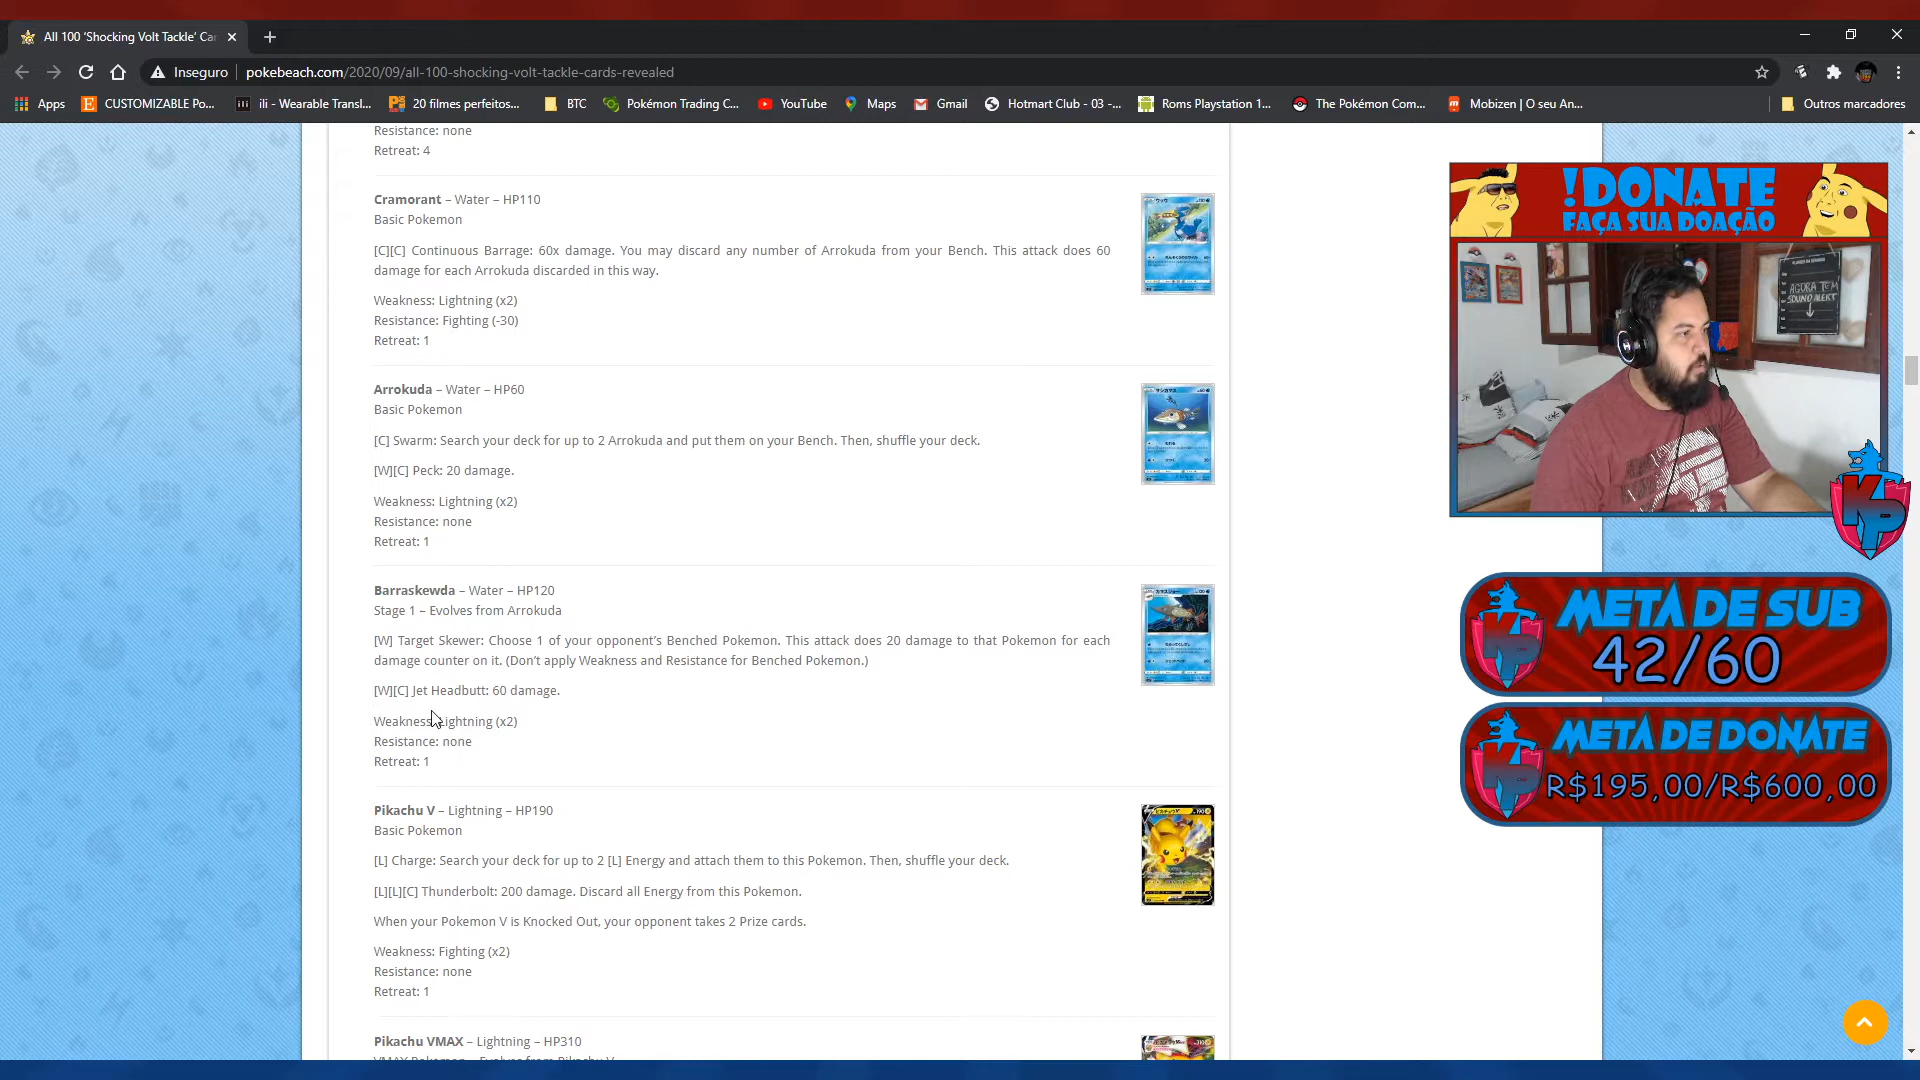 All 100 ‘Shocking Volt Tackle’ Car
Inseguro pokebeach.com/2020/09/all-100-shocking-volt-tackle-cards-revealed
Apps CUSTOMIZABLE Po... ili - Wearable Transl... 20 filmes perfeitos... BTC Pokémon Trading C... YouTube Maps Gmail Hotmart Club - 03 -... Roms Playstation 1... The Pokémon Com... Mobizen | O seu An... Outros marcadores
Resistance: none
Retreat: 4
Cramorant – Water – HP110
Basic Pokemon
[C][C] Continuous Barrage: 60x damage. You may discard any number of Arrokuda from your Bench. This attack does 60
damage for each Arrokuda discarded in this way.
Weakness: Lightning (x2)
Resistance: Fighting (-30)
Retreat: 1
Arrokuda – Water – HP60
Basic Pokemon
[C] Swarm: Search your deck for up to 2 Arrokuda and put them on your Bench. Then, shuffle your deck.
[W][C] Peck: 20 damage.
Weakness: Lightning (x2)
Resistance: none
Retreat: 1
Barraskewda – Water – HP120
Stage 1 – Evolves from Arrokuda
[W] Target Skewer: Choose 1 of your opponent’s Benched Pokemon. This attack does 20 damage to that Pokemon for each
damage counter on it. (Don’t apply Weakness and Resistance for Benched Pokemon.)
[W][C] Jet Headbutt: 60 damage.
Weakness: Lightning (x2)
Resistance: none
Retreat: 1
Pikachu V – Lightning – HP190
Basic Pokemon
[L] Charge: Search your deck for up to 2 [L] Energy and attach them to this Pokemon. Then, shuffle your deck.
[L][L][C] Thunderbolt: 200 damage. Discard all Energy from this Pokemon.
When your Pokemon V is Knocked Out, your opponent takes 2 Prize cards.
Weakness: Fighting (x2)
Resistance: none
Retreat: 1
Pikachu VMAX – Lightning – HP310
VMAX Pokemon – Evolves from Pikachu V
!DONATE
FAÇA SUA DOAÇÃO
AGORA TEM
SOUND ALERT
KP
META DE SUB
42/60
META DE DONATE
R$195,00/R$600,00